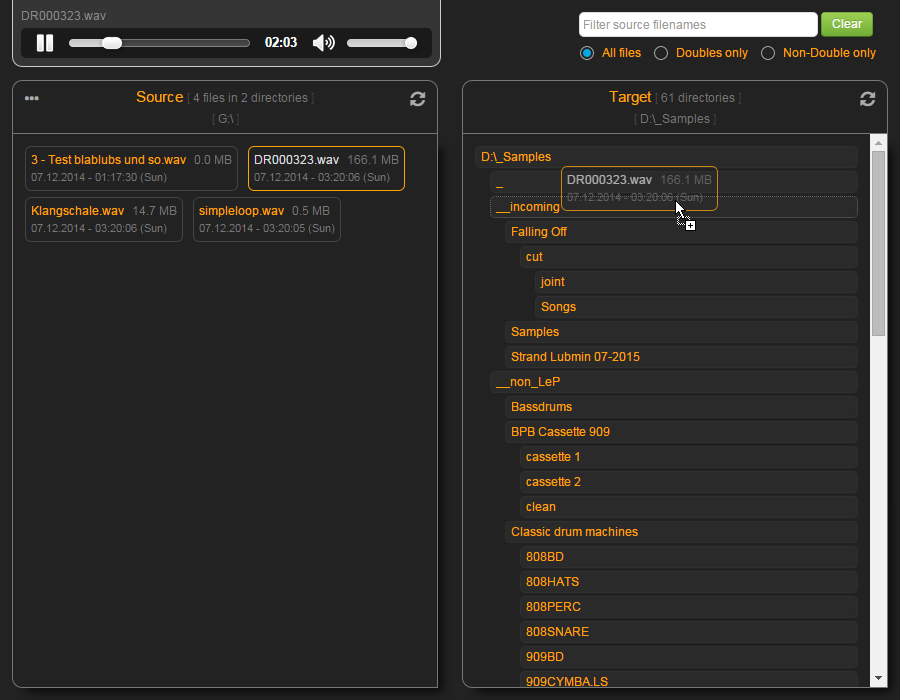 DR000323.wav
02:03
Filter source filenames
Clear
All files
Doubles only
Non-Double only
Source [ 4 files in 2 directories ]
[ G:\ ]
3 - Test blablubs und so.wav 0.0 MB
07.12.2014 - 01:17:30 (Sun)
DR000323.wav 166.1 MB
07.12.2014 - 03:20:06 (Sun)
Klangschale.wav 14.7 MB
07.12.2014 - 03:20:06 (Sun)
simpleloop.wav 0.5 MB
07.12.2014 - 03:20:05 (Sun)
Target [ 61 directories ]
[ D:\_Samples ]
D:\_Samples
_
DR000323.wav 166.1 MB
07.12.2014 - 03:20:06 (Sun)
__incoming
Falling Off
cut
joint
Songs
Samples
Strand Lubmin 07-2015
__non_LeP
Bassdrums
BPB Cassette 909
cassette 1
cassette 2
clean
Classic drum machines
808BD
808HATS
808PERC
808SNARE
909BD
909CYMBA.LS